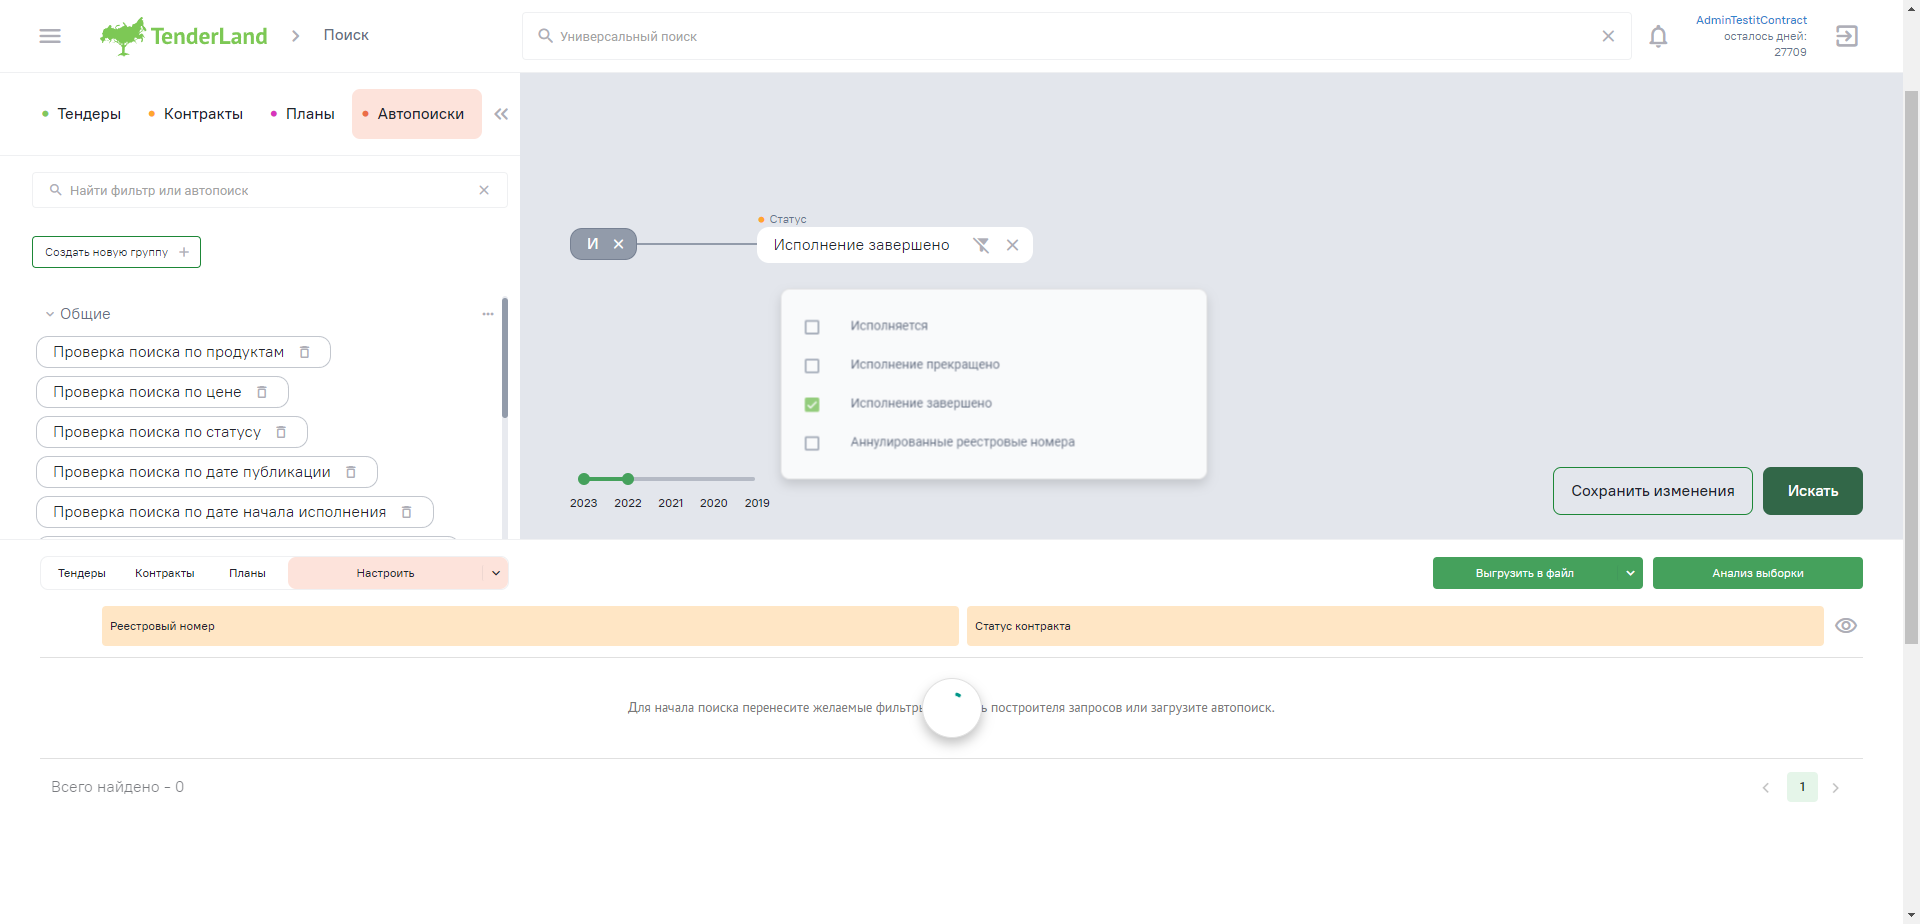 TenderLand
Поиск
Универсальный поиск
AdminTestitContract
осталось дней:
27709
Тендеры
Контракты
Планы
Автопоиски
Найти фильтр или автопоиск
Создать новую группу
Общие
Проверка поиска по продуктам
Проверка поиска по цене
Проверка поиска по статусу
Проверка поиска по дате публикации
Проверка поиска по дате начала исполнения
Статус
И
Исполнение завершено
Исполняется
Исполнение прекращено
Исполнение завершено
Аннулированные реестровые номера
2023 2022 2021 2020 2019
Сохранить изменения
Искать
Тендеры
Контракты
Планы
Настроить
Выгрузить в файл
Анализ выборки
Реестровый номер
Статус контракта
Для начала поиска перенесите желаемые построителя запросов или загрузите автопоиск.
Всего найдено - 0
1